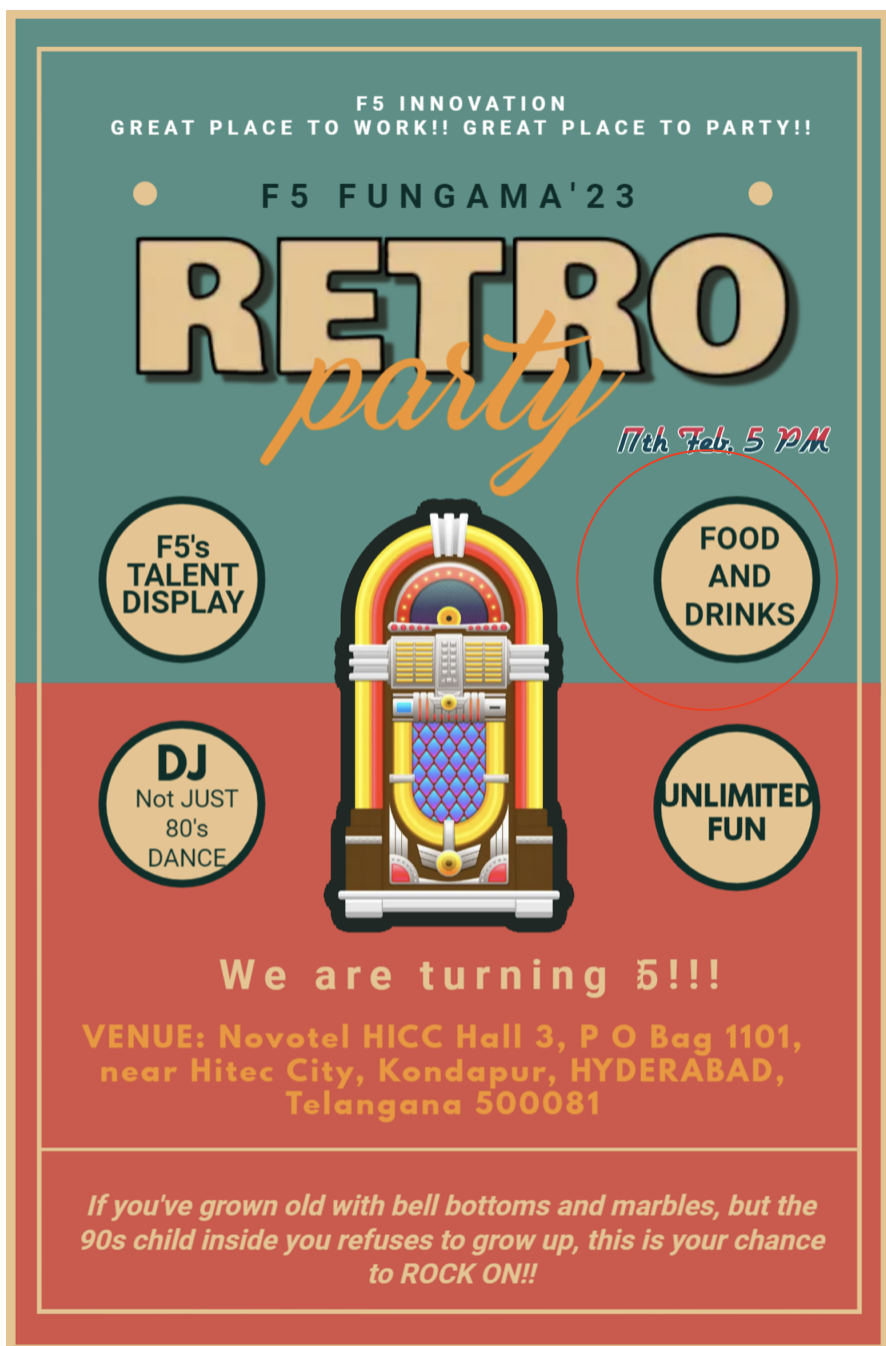 F5 INNOVATION
GREAT PLACE TO WORK!! GREAT PLACE TO PARTY!!
F5 FUNGAMA'23
RETRO
party
17th Feb, 5 PM
F5's
TALENT
DISPLAY
FOOD
AND
DRINKS
DJ
Not JUST
80's
DANCE
UNLIMITED
FUN
We are turning 5!!!
VENUE: Novotel HICC Hall 3, P O Bag 1101,
near Hitec City, Kondapur, HYDERABAD,
Telangana 500081
If you've grown old with bell bottoms and marbles, but the
90s child inside you refuses to grow up, this is your chance
to ROCK ON!!